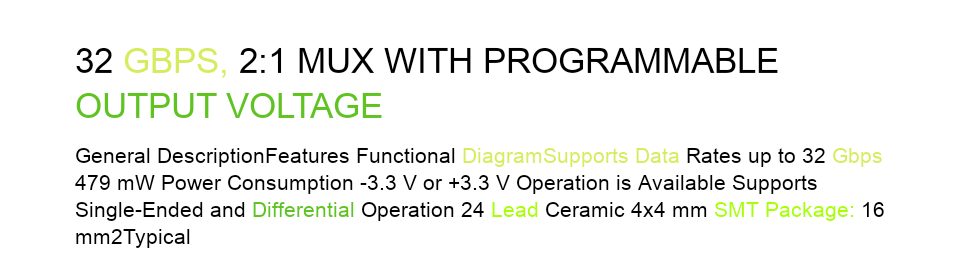 32 GBPS, 2:1 MUX WITH PROGRAMMABLE
OUTPUT VOLTAGE
General DescriptionFeatures Functional DiagramSupports Data Rates up to 32 Gbps
479 mW Power Consumption -3.3 V or +3.3 V Operation is Available Supports
Single-Ended and Differential Operation 24 Lead Ceramic 4x4 mm SMT Package: 16
mm2Typical